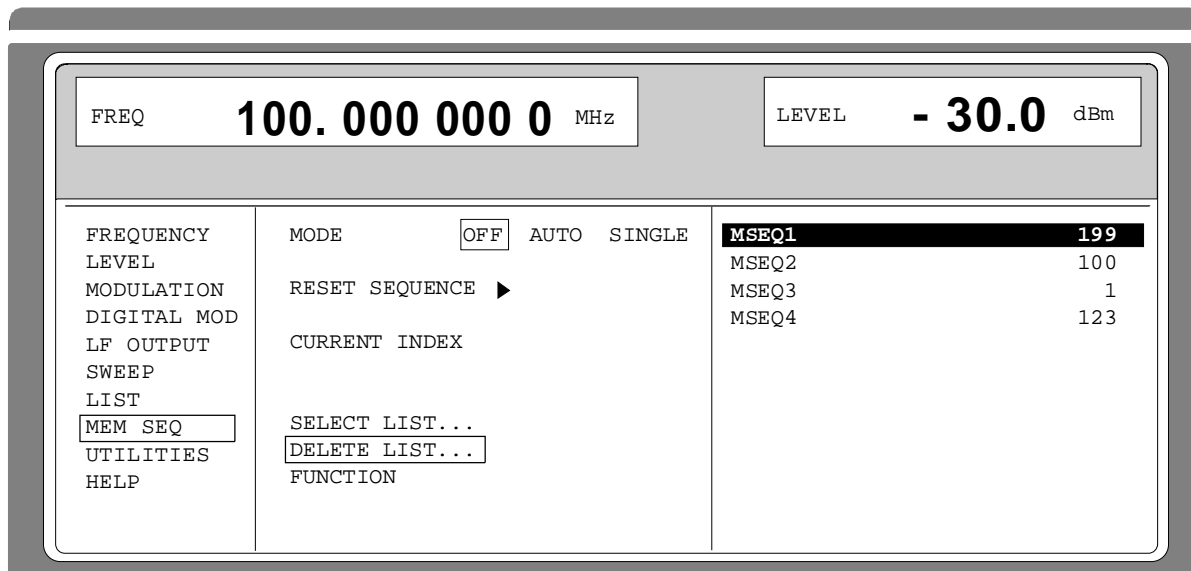 FREQ 100. 000 000 0 MHz
LEVEL - 30.0 dBm
FREQUENCY
LEVEL
MODULATION
DIGITAL MOD
LF OUTPUT
SWEEP
LIST
MEM SEQ
UTILITIES
HELP
MODE OFF AUTO SINGLE
RESET SEQUENCE
CURRENT INDEX
SELECT LIST...
DELETE LIST...
FUNCTION
MSEQ1 199
MSEQ2 100
MSEQ3 1
MSEQ4 123